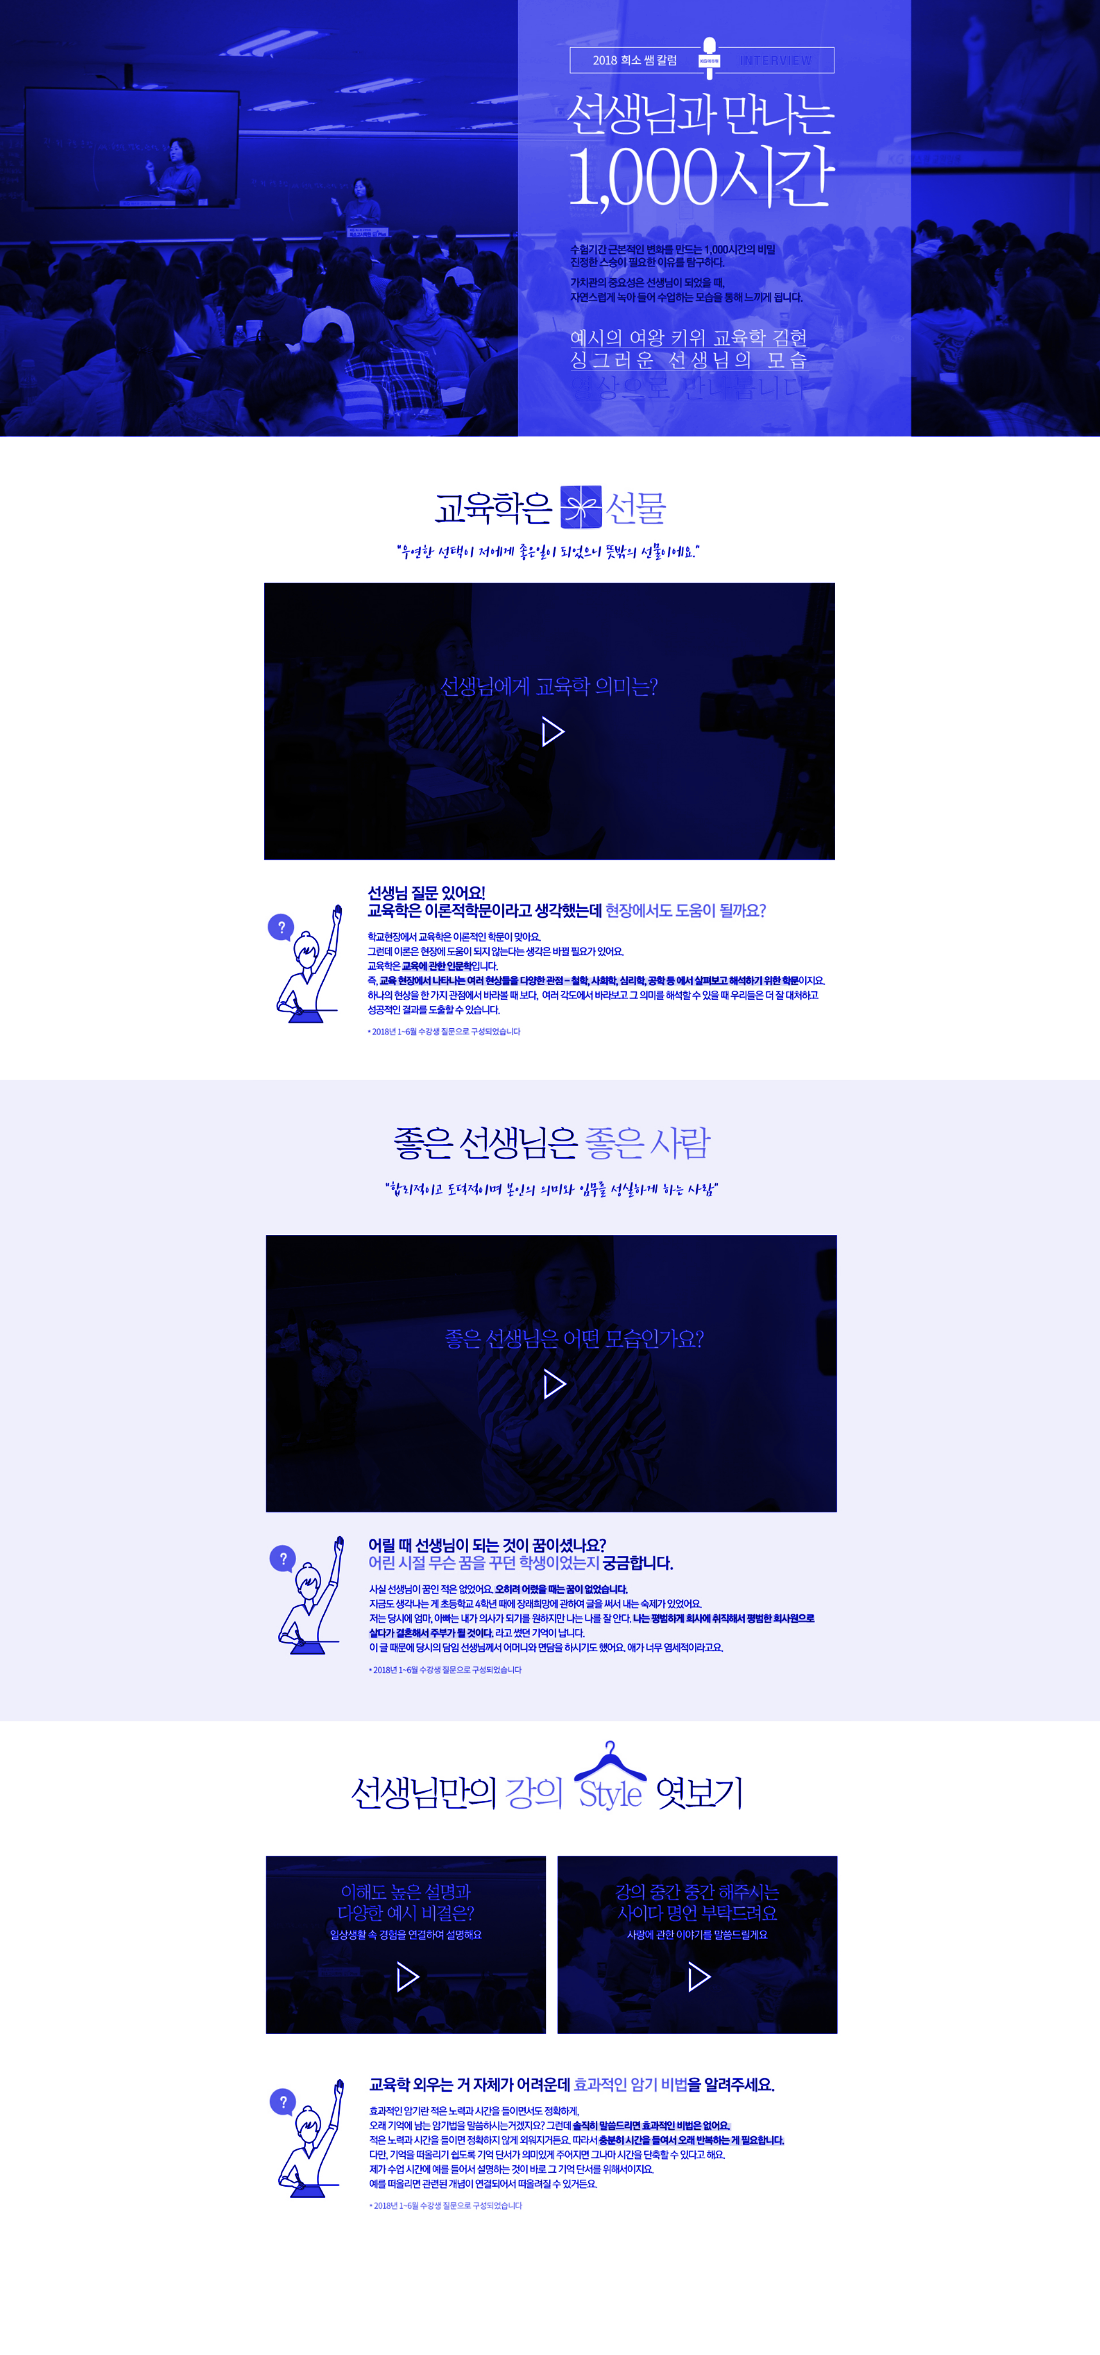 2018 희소 쌤 칼럼
INTERVIEW
선생님과 만나는
1,000시간
수험기간 근본적인 변화를 만드는 1,000시간의 비밀
진정한 스승이 필요한 이유를 탐구하다.
가치관의 중요성은 선생님이 되었을 때,
자연스럽게 녹아 들어 수업하는 모습을 통해 느끼게 됩니다.
예시의 여왕 키위 교육학 김현
싱그러운 선생님의 모습
영상으로 만나봅니다
교육학은 선물
"우연한 선택이 저에게 좋은일이 되었으니 뜻밖의 선물이에요."
선생님에게 교육학 의미는?
?
선생님 질문 있어요!
교육학은 이론적학문이라고 생각했는데 현장에서도 도움이 될까요?
학교현장에서 교육학은 이론적인 학문이 맞아요.
그런데 이론은 현장에 도움이 되지 않는다는 생각은 바뀔 필요가 있어요.
교육학은 교육에 관한 인문학입니다.
즉, 교육 현장에서 나타나는 여러 현상들을 다양한 관점 – 철학, 사회학, 심리학, 공학 등 에서 살펴보고 해석하기 위한 학문이지요.
하나의 현상을 한 가지 관점에서 바라볼 때 보다, 여러 각도에서 바라보고 그 의미를 해석할 수 있을 때 우리들은 더 잘 대처하고
성공적인 결과를 도출할 수 있습니다.
* 2018년 1~6월 수강생 질문으로 구성되었습니다
좋은 선생님은 좋은 사람
"합리적이고 도덕적이며 본인의 의미와 임무를 성실하게 하는 사람"
좋은 선생님은 어떤 모습인가요?
?
어릴 때 선생님이 되는 것이 꿈이셨나요?
어린 시절 무슨 꿈을 꾸던 학생이었는지 궁금합니다.
사실 선생님이 꿈인 적은 없었어요. 오히려 어렸을 때는 꿈이 없었습니다.
지금도 생각나는 게 초등학교 4학년 때에 장래희망에 관하여 글을 써서 내는 숙제가 있었어요.
저는 당시에 엄마, 아빠는 내가 의사가 되기를 원하지만 나는 나를 잘 안다. 나는 평범하게 회사에 취직해서 평범한 회사원으로
살다가 결혼해서 주부가 될 것이다. 라고 썼던 기억이 납니다.
이 글 때문에 당시의 담임 선생님께서 어머니와 면담을 하시기도 했어요. 애가 너무 염세적이라고요.
* 2018년 1~6월 수강생 질문으로 구성되었습니다
선생님만의 강의 Style 엿보기
이해도 높은 설명과
다양한 예시 비결은?
일상생활 속 경험을 연결하여 설명해요
강의 중간 중간 해주시는
사이다 명언 부탁드려요
사랑에 관한 이야기를 말씀드릴게요
?
교육학 외우는 거 자체가 어려운데 효과적인 암기 비법을 알려주세요.
효과적인 암기란 적은 노력과 시간을 들이면서도 정확하게,
오래 기억에 남는 암기법을 말씀하시는거겠지요? 그런데 솔직히 말씀드리면 효과적인 비법은 없어요.
적은 노력과 시간을 들이면 정확하지 않게 외워지거든요. 따라서 충분히 시간을 들여서 오래 반복하는 게 필요합니다.
다만, 기억을 떠올리기 쉽도록 기억 단서가 의미있게 주어지면 그나마 시간을 단축할 수 있다고 해요.
제가 수업 시간에 예를 들어서 설명하는 것이 바로 그 기억 단서를 위해서이지요.
예를 떠올리면 관련된 개념이 연결되어서 떠올려질 수 있거든요.
* 2018년 1~6월 수강생 질문으로 구성되었습니다